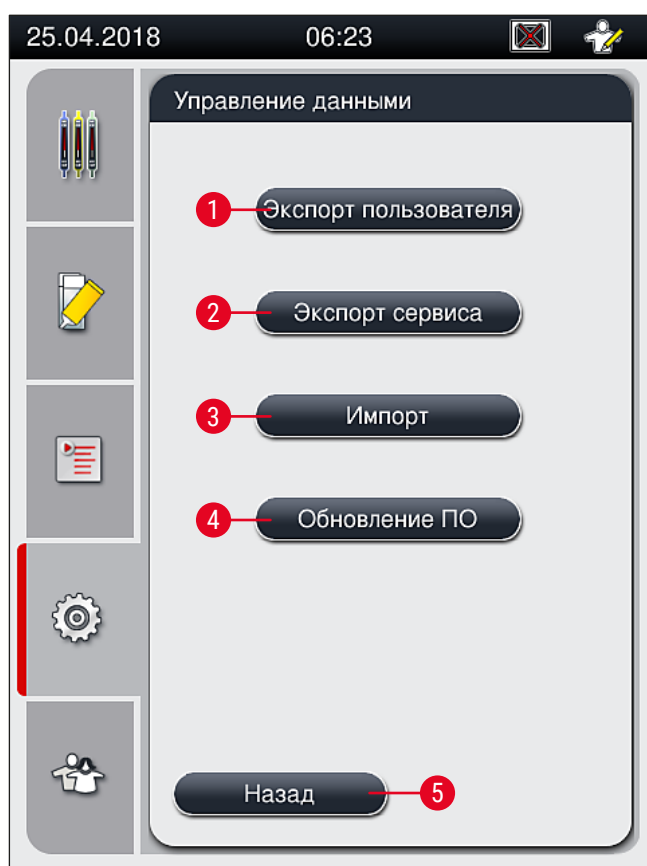 25.04.2018 06:23
Управление данными
1 Экспорт пользователя
2 Экспорт сервиса
3 Импорт
4 Обновление ПО
Назад 5